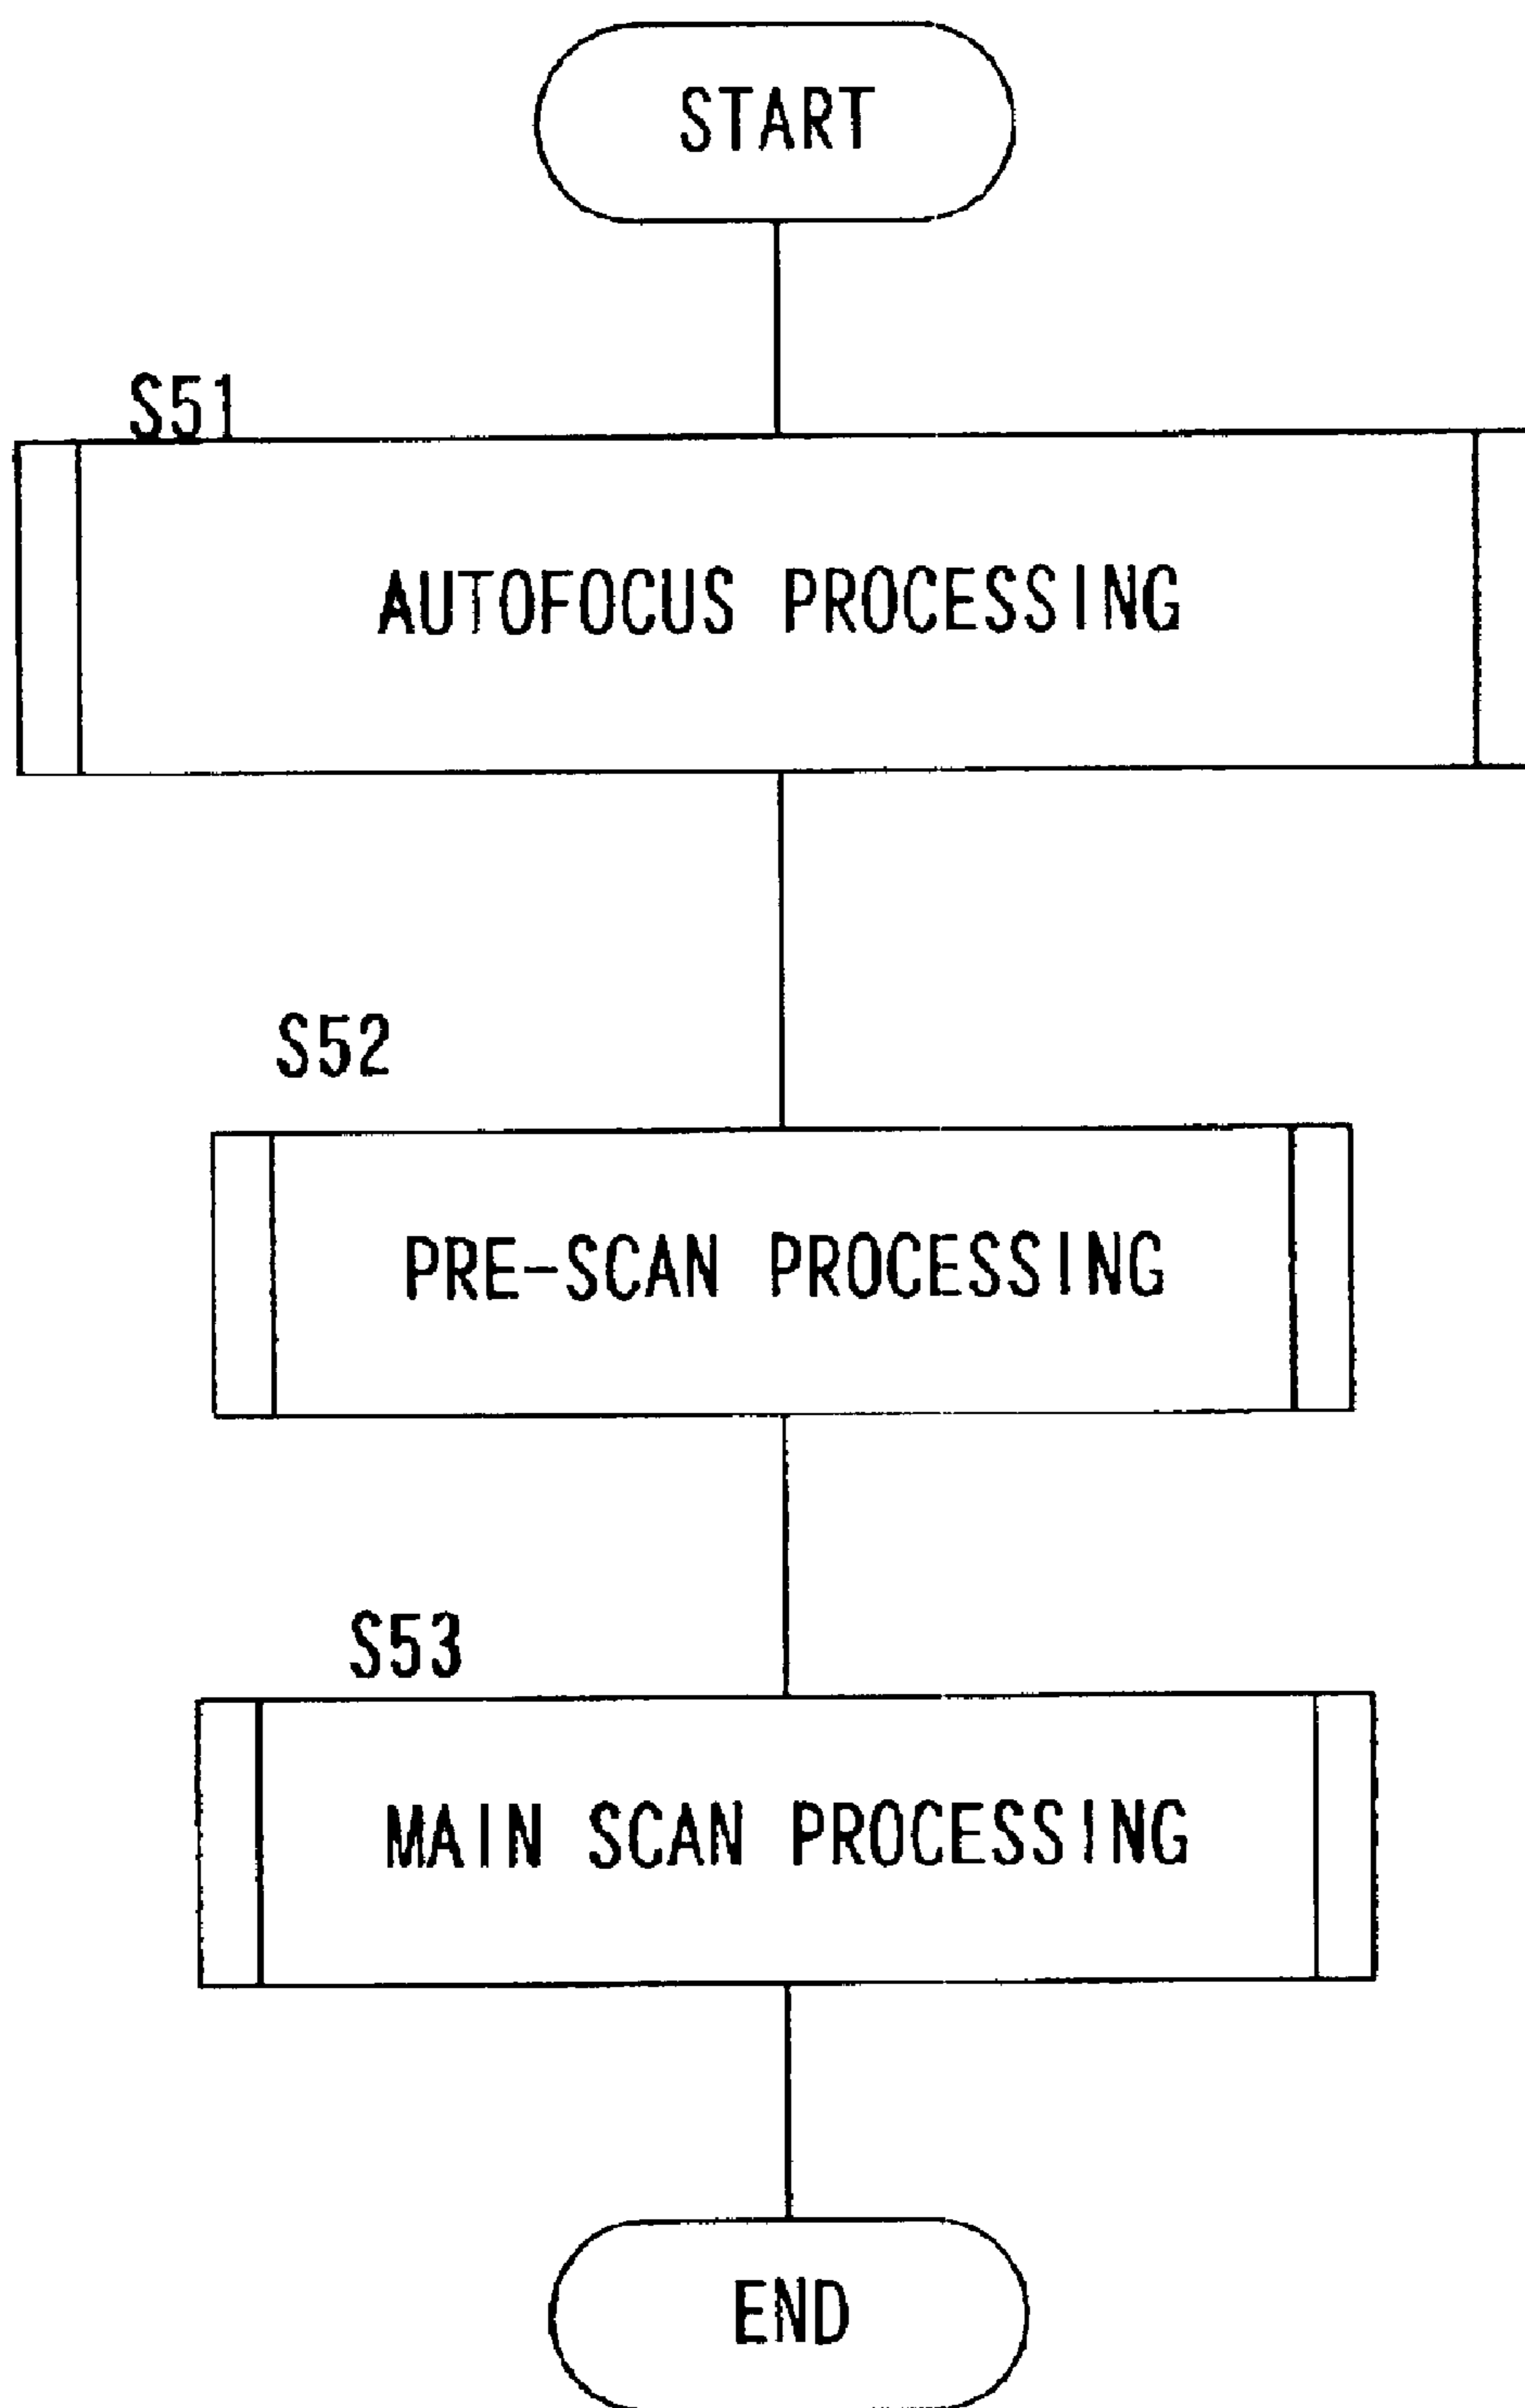 START
S51
AUTOFOCUS PROCESSING
S52
PRE-SCAN PROCESSING
S53
MAIN SCAN PROCESSING
END